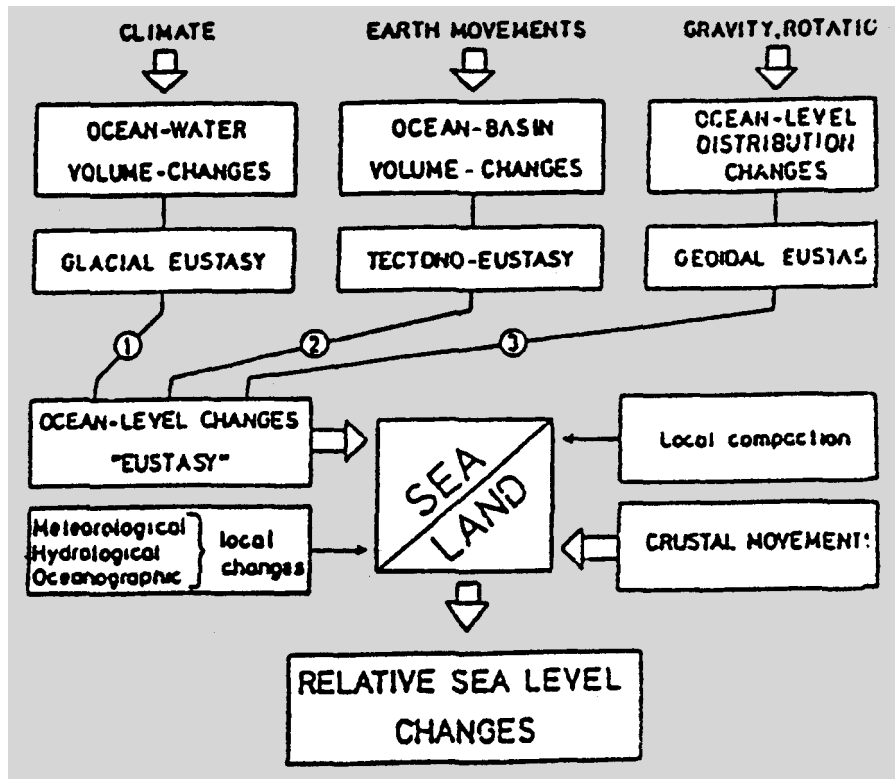 CLIMATE
EARTH MOVEMENTS
GRAVITY, ROTATIC
OCEAN-WATER
VOLUME-CHANGES
OCEAN-BASIN
VOLUME-CHANGES
OCEAN-LEVEL
DISTRIBUTION
CHANGES
GLACIAL EUSTASY
TECTONO-EUSTASY
GEOIDAL EUSTAS
1
2
3
OCEAN-LEVEL CHANGES
"EUSTASY"
SEA
LAND
Local compaction
Meteorological
Hydrological
Oceanographic
local
changes
CRUSTAL MOVEMENTS
RELATIVE SEA LEVEL
CHANGES